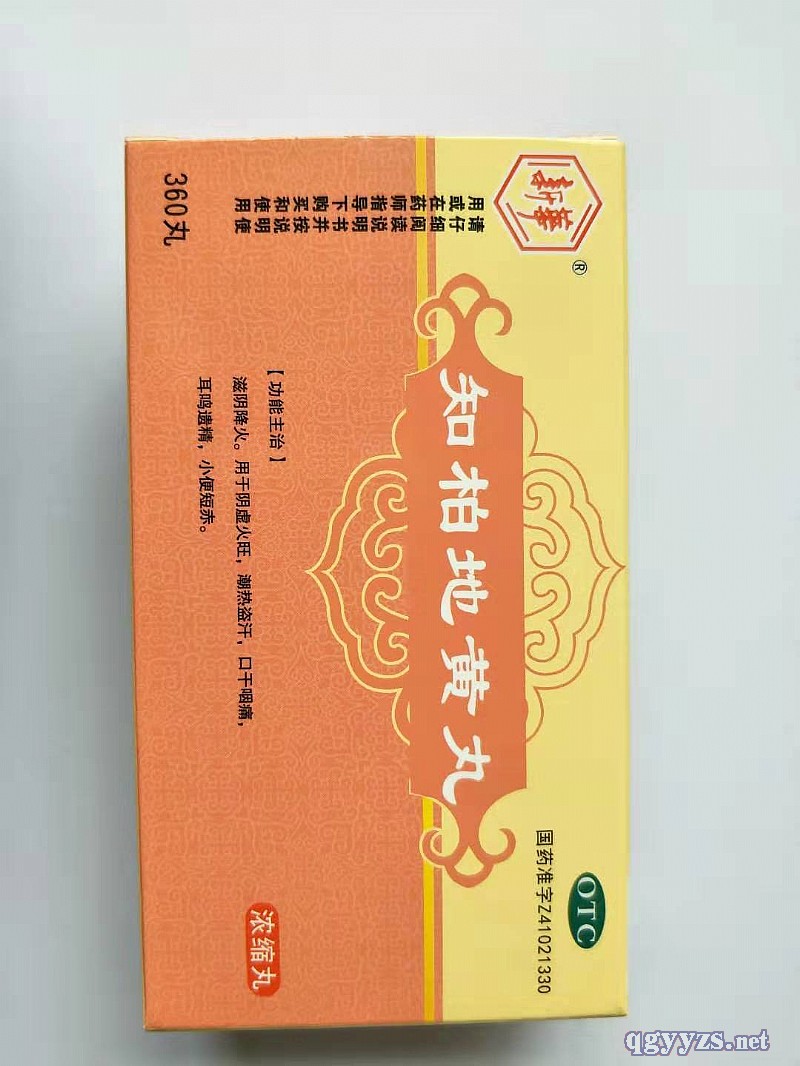 新華
®
OTC
国药准字Z41021330
知柏地黄丸
请仔细阅读说明书并按说明使
用或在药师指导下购买和使用
【功能主治】
滋阴降火。用于阴虚火旺，潮热盗汗，口干咽痛，
耳鸣遗精，小便短赤。
360丸
浓缩丸
qgyyzs.net